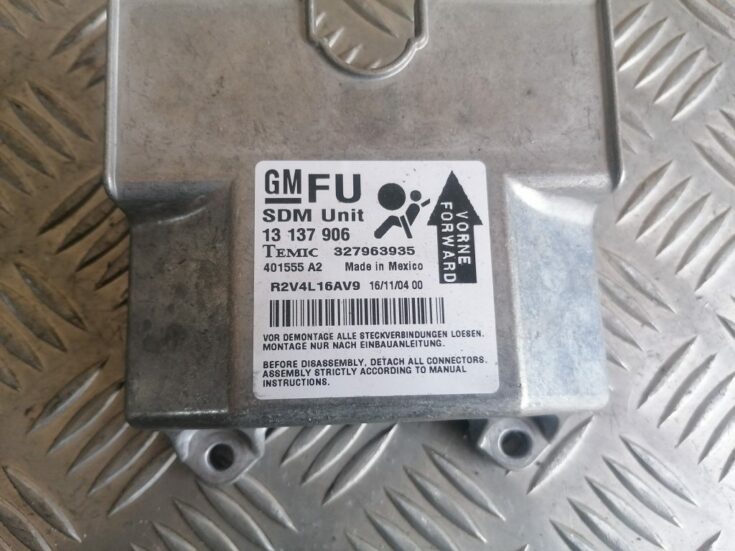 GM FU
SDM Unit
13 137 906
TEMIC 327963935
401555 A2 Made in Mexico
R2V4L16AV9 16/11/04 00
VORNE
FORWARD
VOR DEMONTAGE ALLE STECKVERBINDUNGEN LOESEN.
MONTAGE NUR NACH EINBAUANLEITUNG.
BEFORE DISASSEMBLY, DETACH ALL CONNECTORS.
ASSEMBLY STRICTLY ACCORDING TO MANUAL
INSTRUCTIONS.